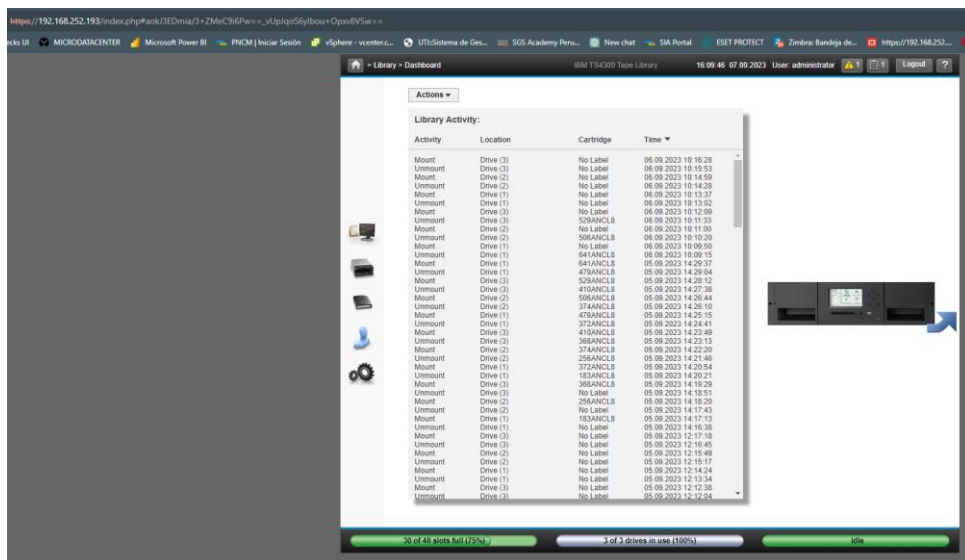 https://192.168.252.193/index.php#aokJ3EDmia/3+ZMeC9i6Pw==_vUpJqoS6yIbou+Opxv8V5w==
ecks UI MICRODATACENTER Microsoft Power BI PNCM | Iniciar Sesión vSphere - vcenter.c... UTI::Sistema de Ges... SGS Academy Peru... New chat SIA Portal ESET PROTECT Zimbra: Bandeja de... https://192.168.252....
> Library > Dashboard IBM TS4300 Tape Library 16:09:46 07.09.2023 User: administrator 1 1 Logout ?
Actions
Library Activity:
Activity Location Cartridge Time
Mount Drive (3) No Label 06.09.2023 10:16:28
Unmount Drive (3) No Label 06.09.2023 10:15:53
Mount Drive (2) No Label 06.09.2023 10:14:59
Unmount Drive (2) No Label 06.09.2023 10:14:28
Mount Drive (1) No Label 06.09.2023 10:13:37
Unmount Drive (1) No Label 06.09.2023 10:13:02
Mount Drive (3) No Label 06.09.2023 10:12:09
Unmount Drive (3) 529ANCL8 06.09.2023 10:11:33
Mount Drive (2) No Label 06.09.2023 10:11:00
Unmount Drive (2) 506ANCL8 06.09.2023 10:10:20
Mount Drive (1) No Label 06.09.2023 10:09:50
Unmount Drive (1) 641ANCL8 06.09.2023 10:09:15
Mount Drive (1) 641ANCL8 05.09.2023 14:29:37
Unmount Drive (1) 479ANCL8 05.09.2023 14:29:04
Mount Drive (3) 529ANCL8 05.09.2023 14:28:12
Unmount Drive (3) 410ANCL8 05.09.2023 14:27:38
Mount Drive (2) 506ANCL8 05.09.2023 14:26:44
Unmount Drive (2) 374ANCL8 05.09.2023 14:26:10
Mount Drive (1) 479ANCL8 05.09.2023 14:25:15
Unmount Drive (1) 372ANCL8 05.09.2023 14:24:41
Mount Drive (3) 410ANCL8 05.09.2023 14:23:49
Unmount Drive (3) 368ANCL8 05.09.2023 14:23:13
Mount Drive (2) 374ANCL8 05.09.2023 14:22:20
Unmount Drive (2) 256ANCL8 05.09.2023 14:21:46
Mount Drive (1) 372ANCL8 05.09.2023 14:20:54
Unmount Drive (1) 183ANCL8 05.09.2023 14:20:21
Mount Drive (3) 368ANCL8 05.09.2023 14:19:29
Unmount Drive (3) No Label 05.09.2023 14:18:51
Mount Drive (2) 256ANCL8 05.09.2023 14:18:20
Unmount Drive (2) No Label 05.09.2023 14:17:43
Mount Drive (1) 183ANCL8 05.09.2023 14:17:13
Unmount Drive (1) No Label 05.09.2023 14:16:38
Mount Drive (3) No Label 05.09.2023 12:17:18
Unmount Drive (3) No Label 05.09.2023 12:16:45
Mount Drive (2) No Label 05.09.2023 12:15:49
Unmount Drive (2) No Label 05.09.2023 12:15:17
Mount Drive (1) No Label 05.09.2023 12:14:24
Unmount Drive (1) No Label 05.09.2023 12:13:34
Mount Drive (3) No Label 05.09.2023 12:12:38
Unmount Drive (3) No Label 05.09.2023 12:12:04
30 of 40 slots full (75%) 3 of 3 drives in use (100%) Idle